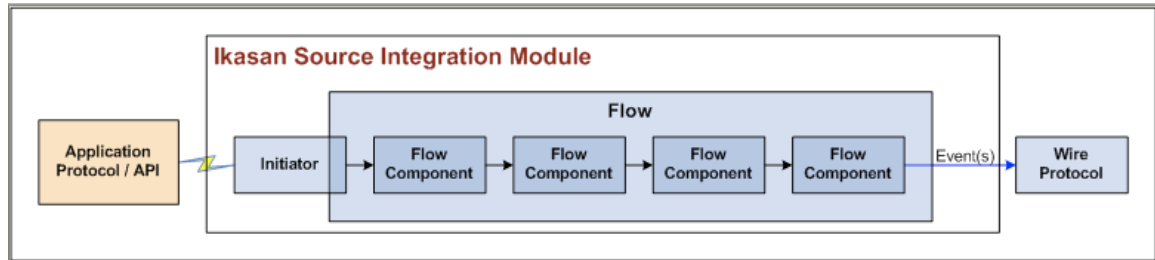 Ikasan Source Integration Module
Flow
Application
Protocol / API
Initiator
Flow
Component
Flow
Component
Flow
Component
Flow
Component
Event(s)
Wire
Protocol